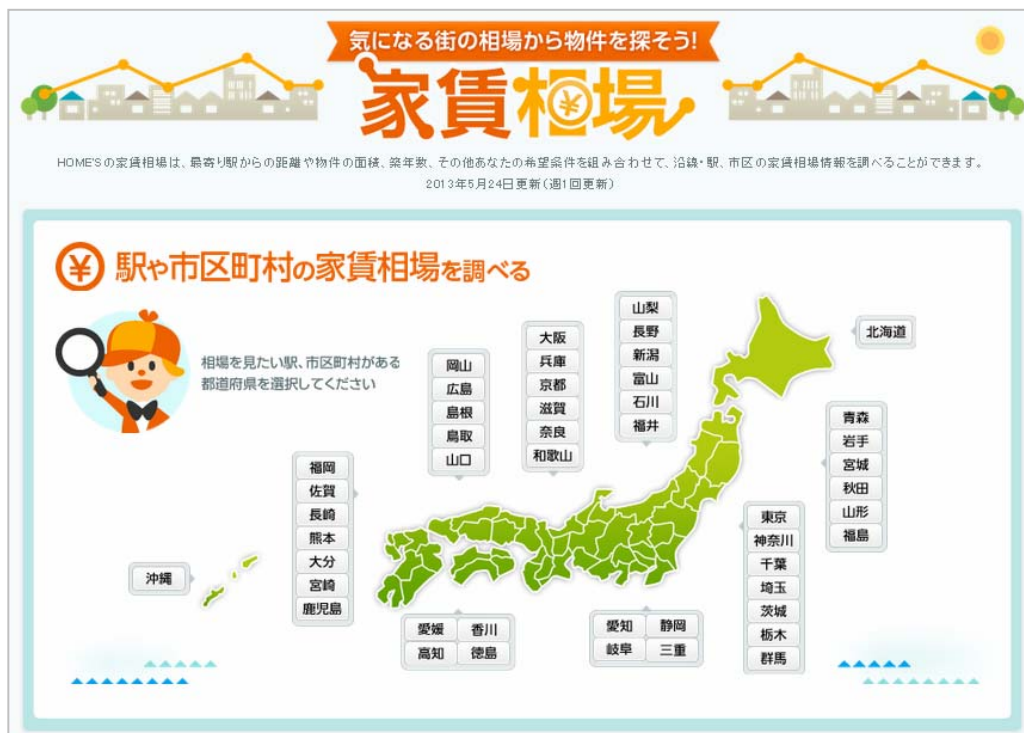 気になる街の相場から物件を探そう!
家賃相場
HOME'Sの家賃相場は、最寄り駅からの距離や物件の面積、築年数、その他あなたの希望条件を組み合わせて、沿線・駅、市区の家賃相場情報を調べることができます。
2013年5月24日更新(週1回更新)
¥ 駅や市区町村の家賃相場を調べる
相場を見たい駅、市区町村がある
都道府県を選択してください
北海道
青森
岩手
宮城
秋田
山形
福島
山梨
長野
新潟
富山
石川
福井
大阪
兵庫
京都
滋賀
奈良
和歌山
岡山
広島
島根
鳥取
山口
福岡
佐賀
長崎
熊本
大分
宮崎
鹿児島
沖縄
東京
神奈川
千葉
埼玉
茨城
栃木
群馬
愛媛 香川
高知 徳島
愛知 静岡
岐阜 三重